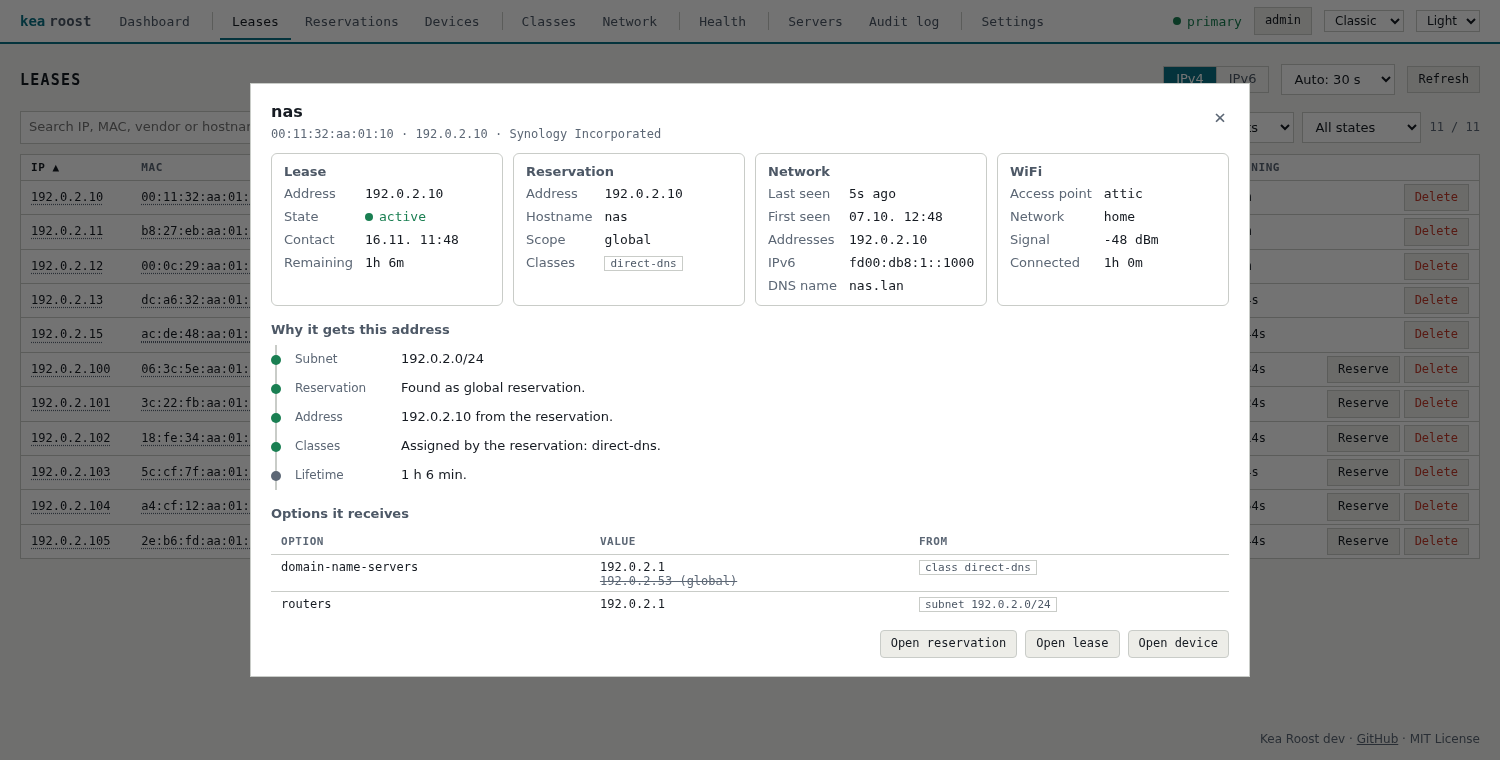 kea roost Dashboard Leases Reservations Devices Classes Network Health Servers Audit log Settings primary admin Classic Light
LEASES IPv4 IPv6 Auto: 30 s Refresh
Search IP, MAC, vendor or All states 11 / 11
IP ▲ MAC
192.0.2.10 00:11:32:aa:01: Delete
192.0.2.11 b8:27:eb:aa:01: Delete
192.0.2.12 00:0c:29:aa:01: Delete
192.0.2.13 dc:a6:32:aa:01: Delete
192.0.2.15 ac:de:48:aa:01: Delete
192.0.2.100 06:3c:5e:aa:01: Reserve Delete
192.0.2.101 3c:22:fb:aa:01: Reserve Delete
192.0.2.102 18:fe:34:aa:01: Reserve Delete
192.0.2.103 5c:cf:7f:aa:01: Reserve Delete
192.0.2.104 a4:cf:12:aa:01: Reserve Delete
192.0.2.105 2e:b6:fd:aa:01: Reserve Delete
nas ×
00:11:32:aa:01:10 · 192.0.2.10 · Synology Incorporated
Lease
Address 192.0.2.10
State active
Contact 16.11. 11:48
Remaining 1h 6m
Reservation
Address 192.0.2.10
Hostname nas
Scope global
Classes direct-dns
Network
Last seen 5s ago
First seen 07.10. 12:48
Addresses 192.0.2.10
IPv6 fd00:db8:1::1000
DNS name nas.lan
WiFi
Access point attic
Network home
Signal -48 dBm
Connected 1h 0m
Why it gets this address
Subnet 192.0.2.0/24
Reservation Found as global reservation.
Address 192.0.2.10 from the reservation.
Classes Assigned by the reservation: direct-dns.
Lifetime 1 h 6 min.
Options it receives
OPTION VALUE FROM
domain-name-servers 192.0.2.1 class direct-dns
192.0.2.53 (global)
routers 192.0.2.1 subnet 192.0.2.0/24
Open reservation Open lease Open device
Kea Roost dev · GitHub · MIT License